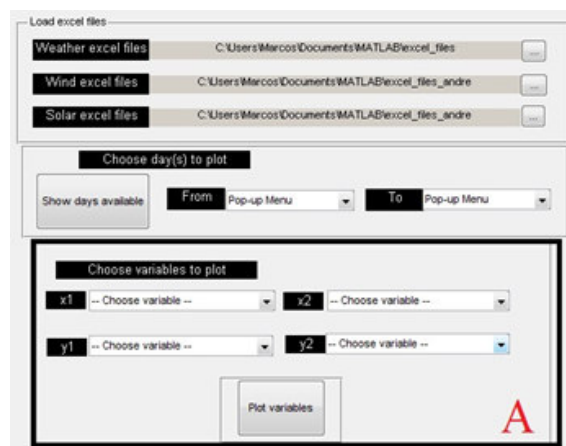 Load excel files
Weather excel files C:\Users\Marcos\Documents\MATLAB\excel_files ...
Wind excel files C:\Users\Marcos\Documents\MATLAB\excel_files_andre ...
Solar excel files C:\Users\Marcos\Documents\MATLAB\excel_files_andre ...
Choose day(s) to plot
Show days available From Pop-up Menu To Pop-up Menu
Choose variables to plot
x1 -- Choose variable -- x2 -- Choose variable --
y1 -- Choose variable -- y2 -- Choose variable --
Plot variables
A